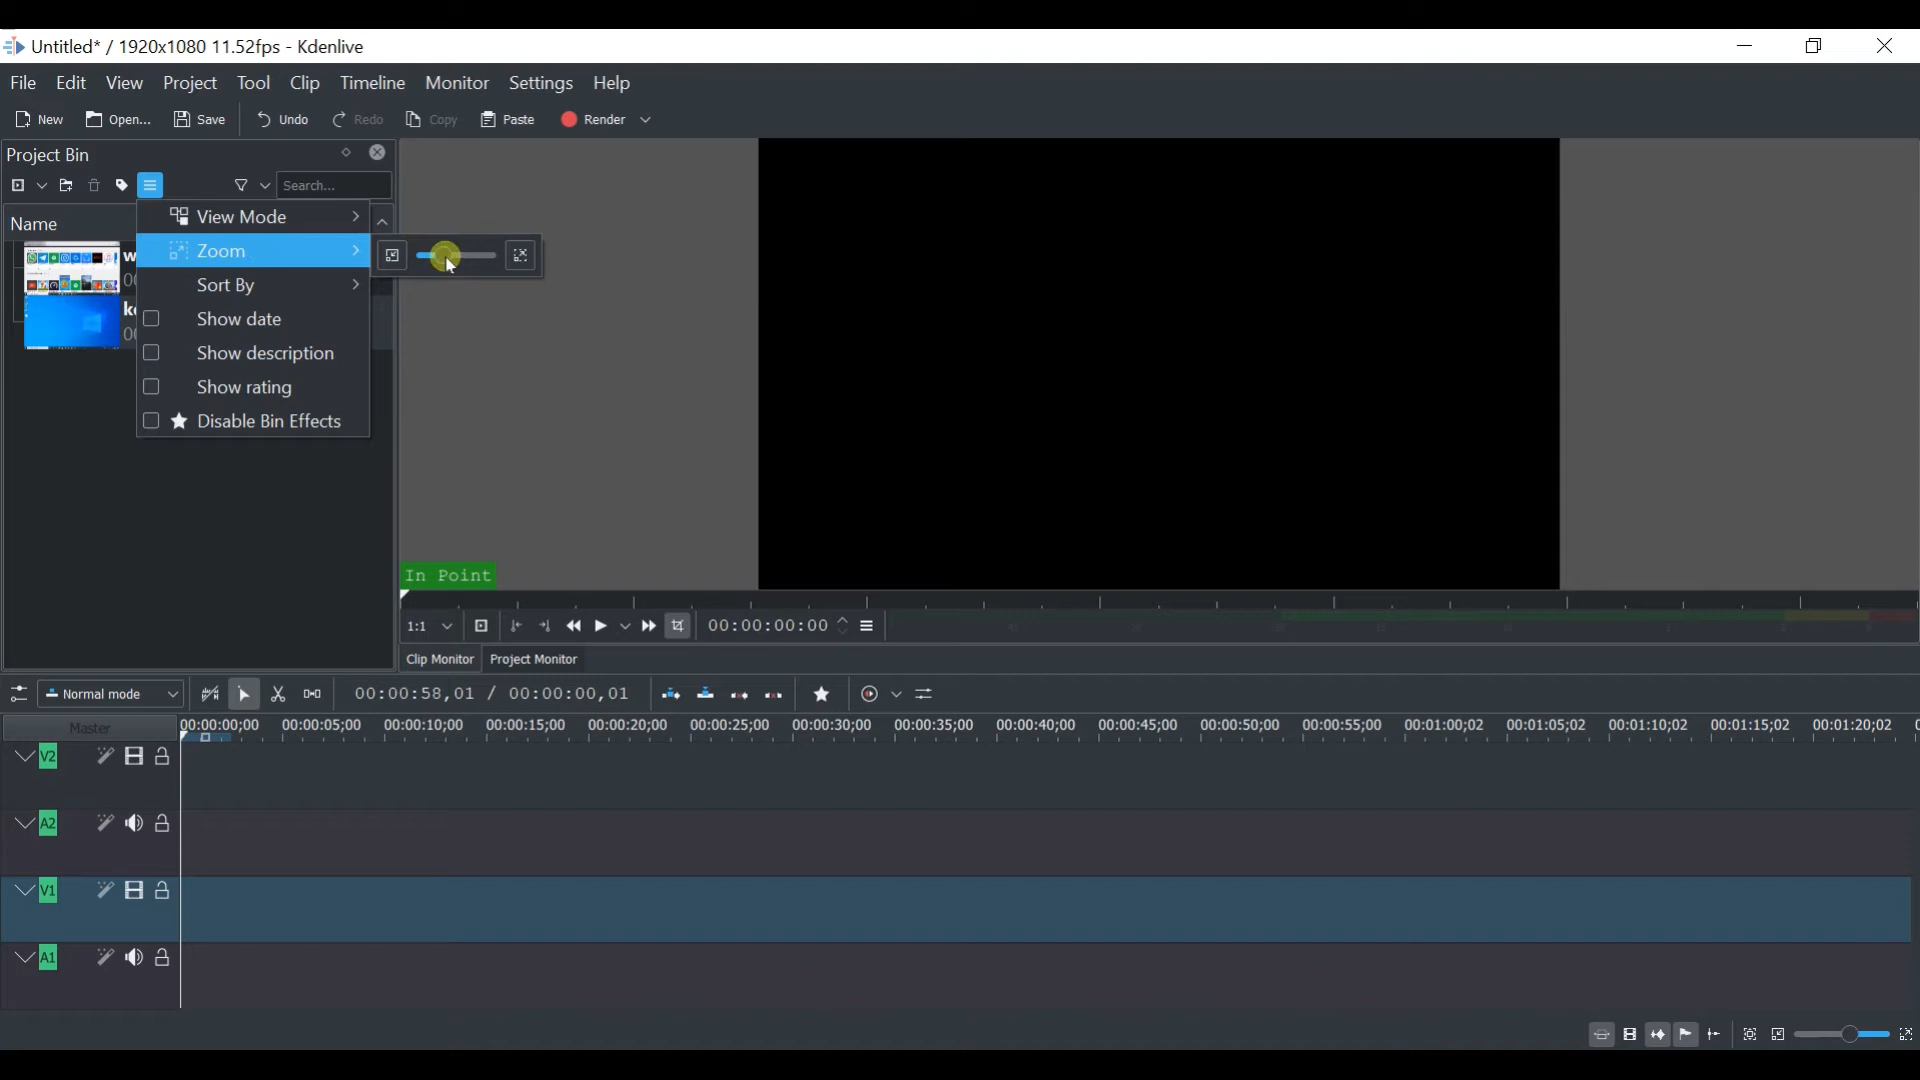 Untitled* / 1920x1080 11.52fps - Kdenlive
File Edit View Project Tool Clip Timeline Monitor Settings Help
New Open... Save Undo Redo Copy Paste Render
Project Bin
Search...
Name
View Mode
Zoom
Sort By
Show date
Show description
Show rating
Disable Bin Effects
In Point
1:1 00:00:00:00
Clip Monitor Project Monitor
Normal mode 00:00:58,01 / 00:00:00,01
Master 00:00:00;00 00:00:05;00 00:00:10;00 00:00:15;00 00:00:20;00 00:00:25;00 00:00:30;00 00:00:35;00 00:00:40;00 00:00:45;00 00:00:50;00 00:00:55;00 00:01:00;02 00:01:05;02 00:01:10;02 00:01:15;02 00:01:20;02
V2
A2
V1
A1